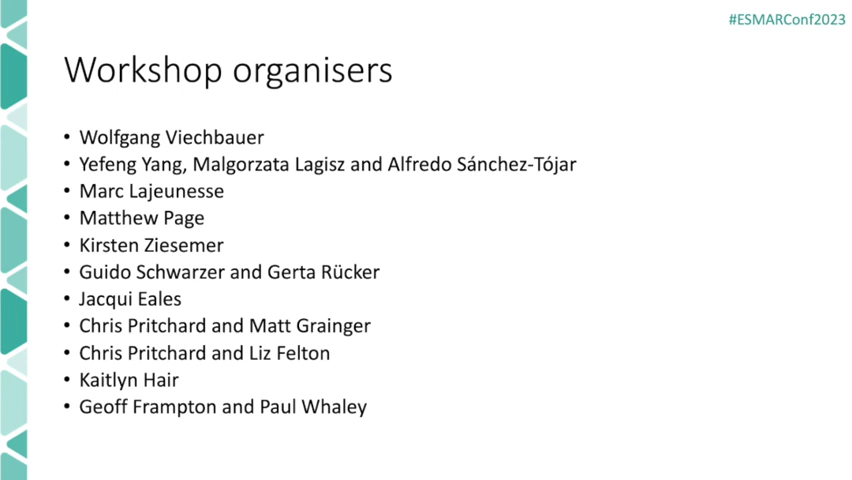 #ESMARConf2023
Workshop organisers
• Wolfgang Viechbauer
• Yefeng Yang, Malgorzata Lagisz and Alfredo Sánchez-Tójar
• Marc Lajeunesse
• Matthew Page
• Kirsten Ziesemer
• Guido Schwarzer and Gerta Rücker
• Jacqui Eales
• Chris Pritchard and Matt Grainger
• Chris Pritchard and Liz Felton
• Kaitlyn Hair
• Geoff Frampton and Paul Whaley